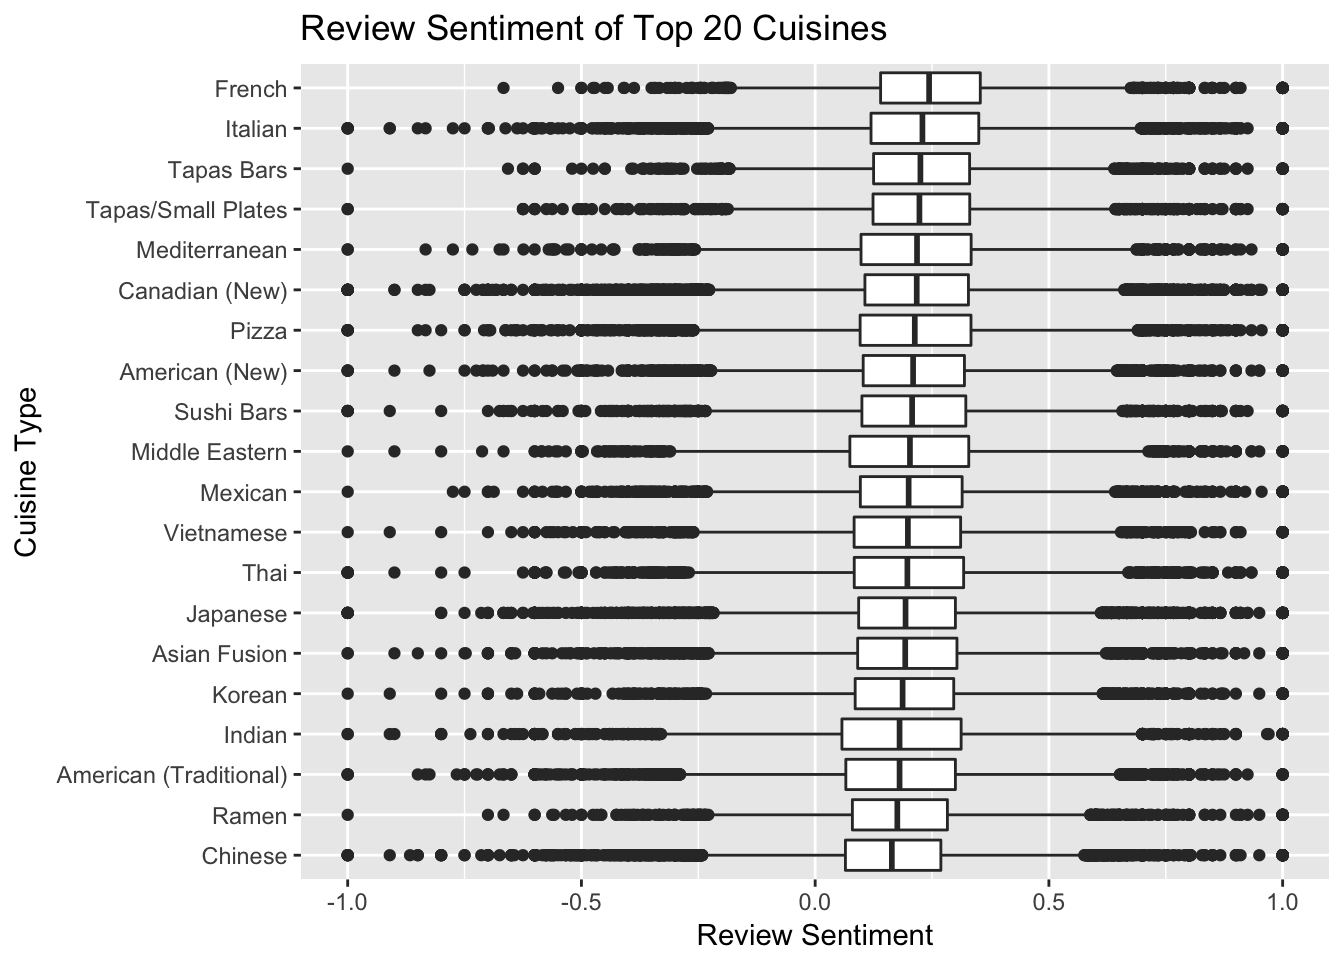 Review Sentiment of Top 20 Cuisines
Cuisine Type
French
Italian
Tapas Bars
Tapas/Small Plates
Mediterranean
Canadian (New)
Pizza
American (New)
Sushi Bars
Middle Eastern
Mexican
Vietnamese
Thai
Japanese
Asian Fusion
Korean
Indian
American (Traditional)
Ramen
Chinese
-1.0 -0.5 0.0 0.5 1.0
Review Sentiment